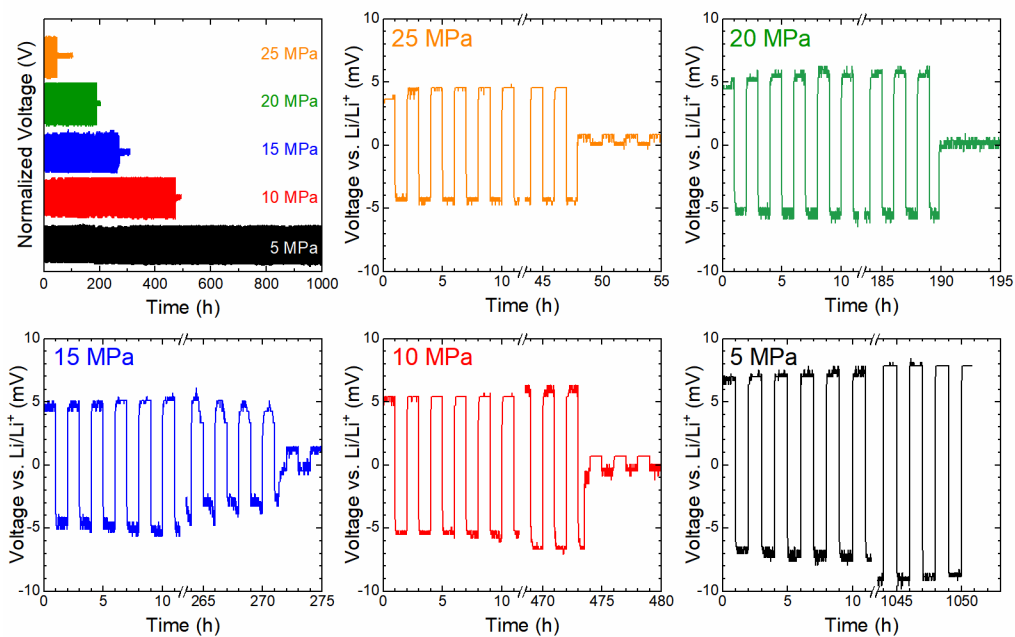 Normalized Voltage (V)
25 MPa
20 MPa
15 MPa
10 MPa
5 MPa
0 200 400 600 800 1000
Time (h)
25 MPa
Voltage vs. Li/Li⁺ (mV)
10
5
0
-5
-10
0 5 10 45 50 55
Time (h)
20 MPa
Voltage vs. Li/Li⁺ (mV)
10
5
0
-5
-10
0 5 10 185 190 195
Time (h)
15 MPa
Voltage vs. Li/Li⁺ (mV)
10
5
0
-5
-10
0 5 10 265 270 275
Time (h)
10 MPa
Voltage vs. Li/Li⁺ (mV)
10
5
0
-5
-10
0 5 10 470 475 480
Time (h)
5 MPa
Voltage vs. Li/Li⁺ (mV)
10
5
0
-5
-10
0 5 10 1045 1050
Time (h)